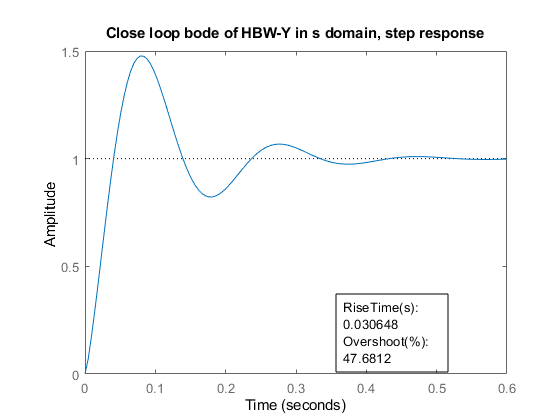 Close loop bode of HBW-Y in s domain, step response
1.5
1
0.5
0
Amplitude
RiseTime(s):
0.030648
Overshoot(%):
47.6812
0 0.1 0.2 0.3 0.4 0.5 0.6
Time (seconds)